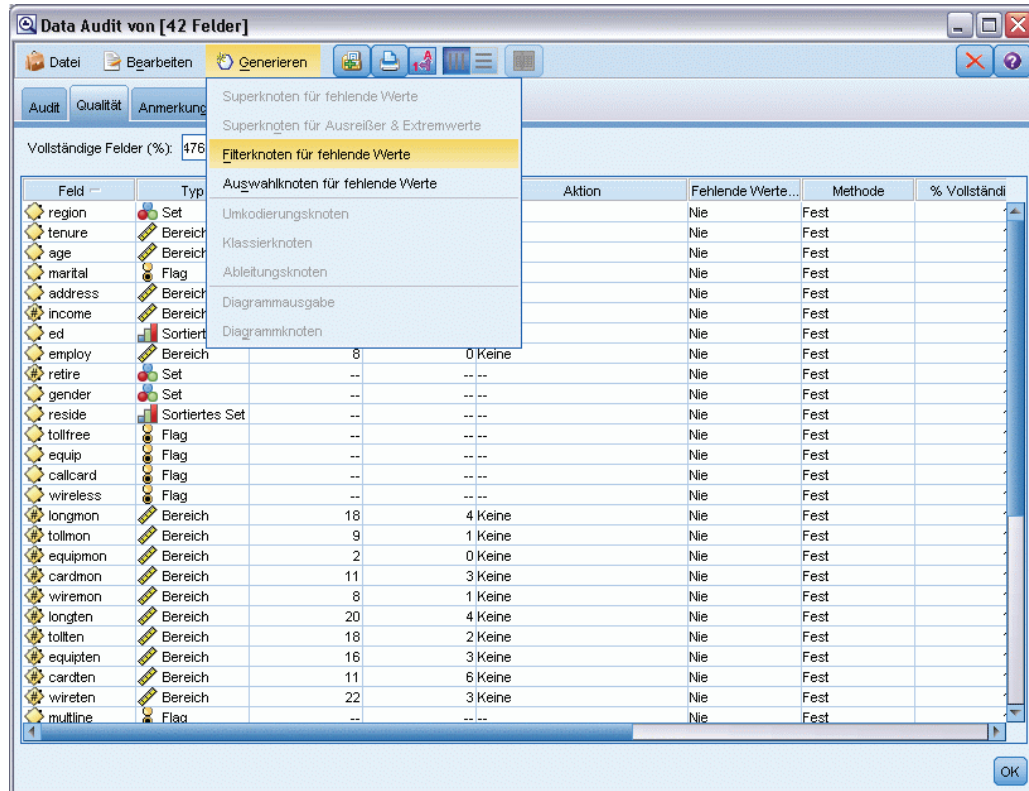 Data Audit von [42 Felder]
Datei Bearbeiten Generieren
Audit Qualität Anmerkung
Superknoten für fehlende Werte
Superknoten für Ausreißer & Extremwerte
Filterknoten für fehlende Werte
Auswahlknoten für fehlende Werte
Umkodierungsknoten
Klassierknoten
Ableitungsknoten
Diagrammausgabe
Diagrammknoten
Vollständige Felder (%): 476
Feld Typ Aktion Fehlende Werte... Methode % Vollständi
region Set Nie Fest
tenure Bereich Nie Fest
age Bereich Nie Fest
marital Flag Nie Fest
address Bereich Nie Fest
income Bereich Nie Fest
ed Sortiert Nie Fest
employ Bereich 8 0 Keine Nie Fest
retire Set -- -- -- Nie Fest
gender Set -- -- -- Nie Fest
reside Sortiertes Set -- -- -- Nie Fest
tollfree Flag -- -- -- Nie Fest
equip Flag -- -- -- Nie Fest
callcard Flag -- -- -- Nie Fest
wireless Flag -- -- -- Nie Fest
longmon Bereich 18 4 Keine Nie Fest
tollmon Bereich 9 1 Keine Nie Fest
equipmon Bereich 2 0 Keine Nie Fest
cardmon Bereich 11 3 Keine Nie Fest
wiremon Bereich 8 1 Keine Nie Fest
longten Bereich 20 4 Keine Nie Fest
tollten Bereich 18 2 Keine Nie Fest
equipten Bereich 16 3 Keine Nie Fest
cardten Bereich 11 6 Keine Nie Fest
wireten Bereich 22 3 Keine Nie Fest
multline Flag -- -- -- Nie Fest
OK